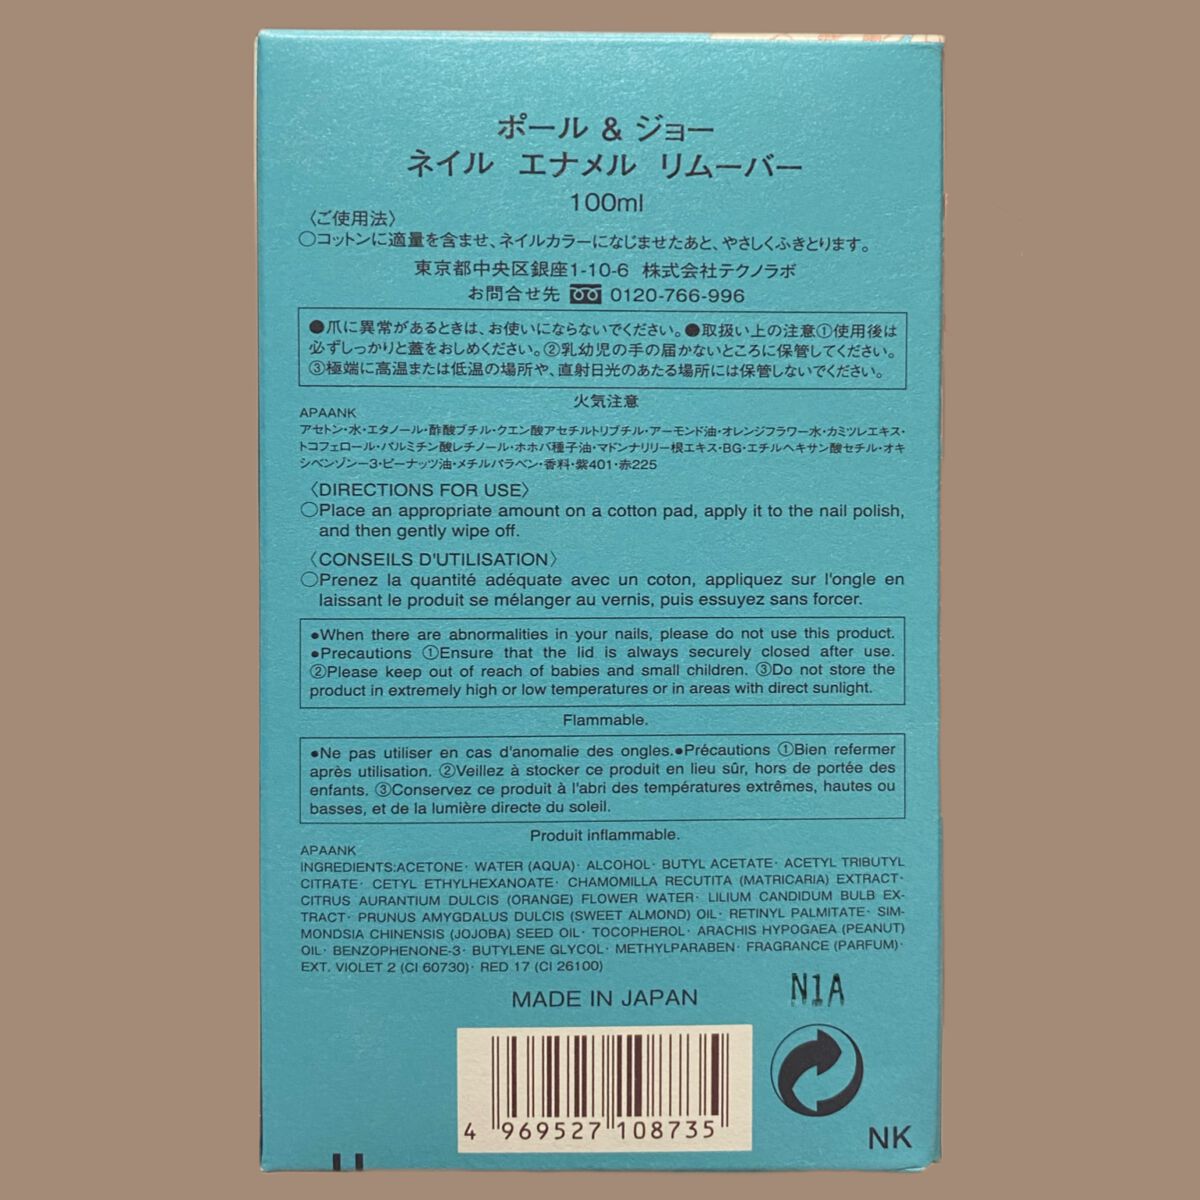 ポール & ジョー
ネイル エナメル リムーバー
100ml
〈ご使用法〉
○コットンに適量を含ませ、ネイルカラーになじませたあと、やさしくふきとります。
東京都中央区銀座1-10-6 株式会社テクノラボ
お問合せ先 0120-766-996
●爪に異常があるときは、お使いにならないでください。●取扱い上の注意①使用後は
必ずしっかりと蓋をおしめください。②乳幼児の手の届かないところに保管してください。
③極端に高温または低温の場所や、直射日光のあたる場所には保管しないでください。
火気注意
APAANK
アセトン・水・エタノール・酢酸ブチル・クエン酸アセチルトリブチル・アーモンド油・オレンジフラワー水・カミツレエキス・
トコフェロール・パルミチン酸レチノール・ホホバ種子油・マドンナリリー根エキス・BG・エチルヘキサン酸セチル・オキ
シベンゾン-3・ピーナッツ油・メチルパラベン・香料・紫401・赤225
〈DIRECTIONS FOR USE〉
○Place an appropriate amount on a cotton pad, apply it to the nail polish,
and then gently wipe off.
〈CONSEILS D'UTILISATION〉
○Prenez la quantité adéquate avec un coton, appliquez sur l'ongle en
laissant le produit se mélanger au vernis, puis essuyez sans forcer.
●When there are abnormalities in your nails, please do not use this product.
●Precautions ①Ensure that the lid is always securely closed after use.
②Please keep out of reach of babies and small children. ③Do not store the
product in extremely high or low temperatures or in areas with direct sunlight.
Flammable.
●Ne pas utiliser en cas d'anomalie des ongles.●Précautions ①Bien refermer
après utilisation. ②Veillez à stocker ce produit en lieu sûr, hors de portée des
enfants. ③Conservez ce produit à l'abri des températures extrêmes, hautes ou
basses, et de la lumière directe du soleil.
Produit inflammable.
APAANK
INGREDIENTS:ACETONE· WATER (AQUA)· ALCOHOL· BUTYL ACETATE· ACETYL TRIBUTYL
CITRATE· CETYL ETHYLHEXANOATE· CHAMOMILLA RECUTITA (MATRICARIA) EXTRACT·
CITRUS AURANTIUM DULCIS (ORANGE) FLOWER WATER· LILIUM CANDIDUM BULB EX-
TRACT· PRUNUS AMYGDALUS DULCIS (SWEET ALMOND) OIL· RETINYL PALMITATE· SIM-
MONDSIA CHINENSIS (JOJOBA) SEED OIL· TOCOPHEROL· ARACHIS HYPOGAEA (PEANUT)
OIL· BENZOPHENONE-3· BUTYLENE GLYCOL· METHYLPARABEN· FRAGRANCE (PARFUM)·
EXT. VIOLET 2 (CI 60730)· RED 17 (CI 26100)
MADE IN JAPAN
N1A
4 969527 108735
NK